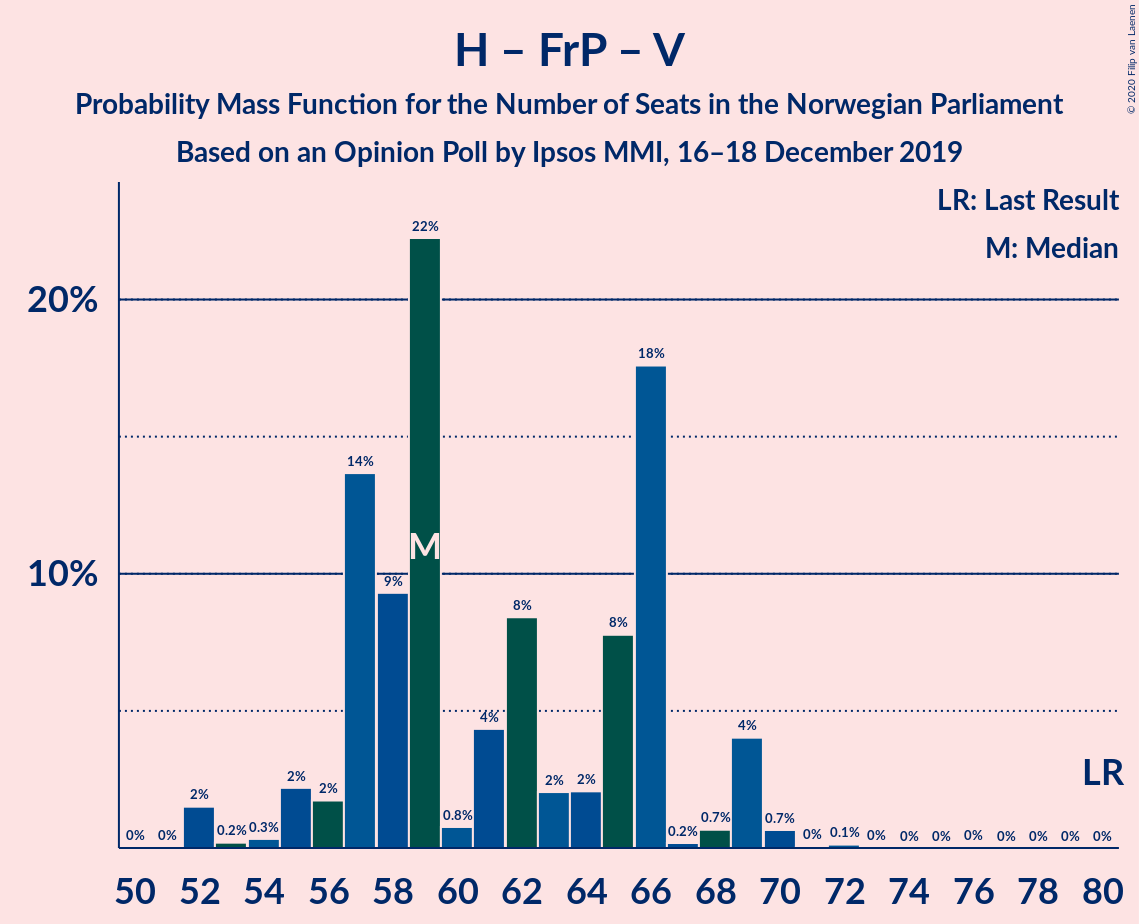 H – FrP – V
Probability Mass Function for the Number of Seats in the Norwegian Parliament
Based on an Opinion Poll by Ipsos MMI, 16–18 December 2019
© 2020 Filip van Laenen
LR: Last Result
M: Median
20%
10%
0% 0% 2% 0.2% 0.3% 2% 2% 14% 9% 22% 0.8% 4% 8% 2% 2% 8% 18% 0.2% 0.7% 4% 0.7% 0% 0.1% 0% 0% 0% 0% 0% 0% 0% 0%
M
LR
50 52 54 56 58 60 62 64 66 68 70 72 74 76 78 80